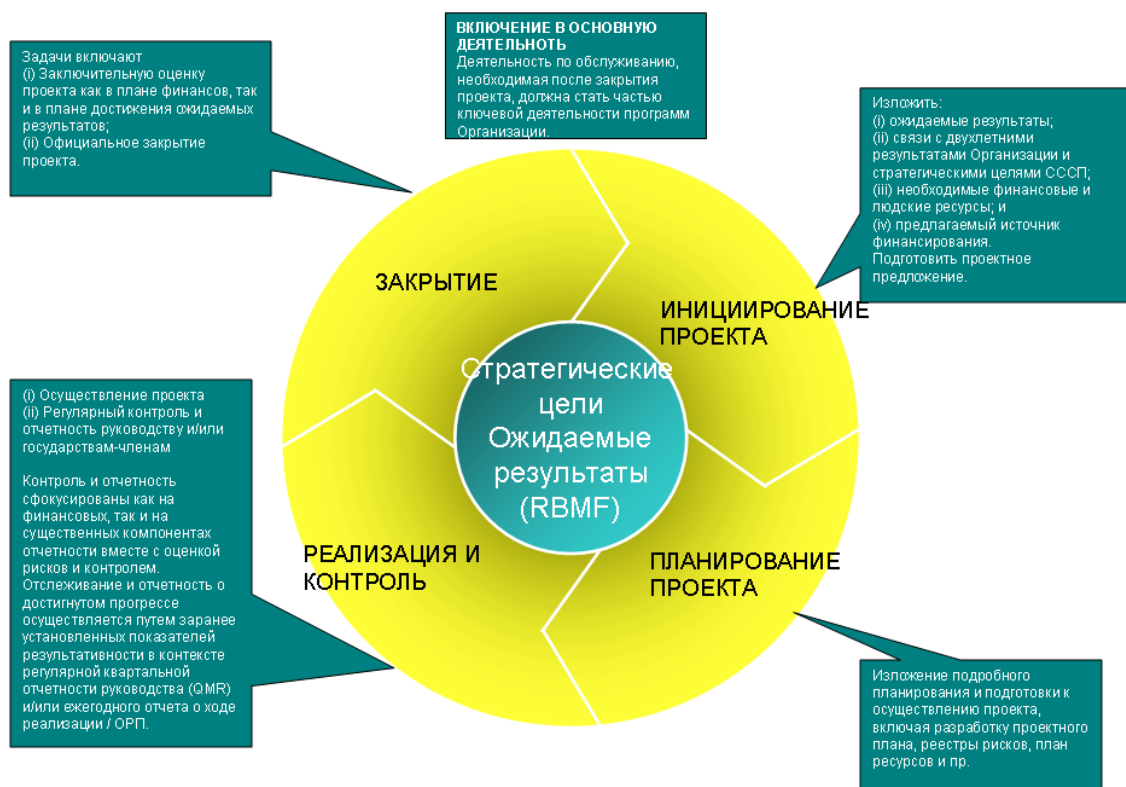 ВКЛЮЧЕНИЕ В ОСНОВНУЮ
ДЕЯТЕЛЬНОТЬ
Деятельность по обслуживанию,
необходимая после закрытия
проекта, должна стать частью
ключевой деятельности программ
Организации.
Задачи включают
(i) Заключительную оценку
проекта как в плане финансов, так
и в плане достижения ожидаемых
результатов;
(ii) Официальное закрытие
проекта.
Изложить:
(i) ожидаемые результаты;
(ii) связи с двухлетними
результатами Организации и
стратегическими целями СССП;
(iii) необходимые финансовые и
людские ресурсы; и
(iv) предлагаемый источник
финансирования.
Подготовить проектное
предложение.
ЗАКРЫТИЕ
ИНИЦИИРОВАНИЕ
ПРОЕКТА
Стратегические
цели
Ожидаемые
результаты
(RBMF)
РЕАЛИЗАЦИЯ И
КОНТРОЛЬ
ПЛАНИРОВАНИЕ
ПРОЕКТА
(i) Осуществление проекта
(ii) Регулярный контроль и
отчетность руководству и/или
государствам-членам
Контроль и отчетность
сфокусированы как на
финансовых, так и на
существенных компонентах
отчетности вместе с оценкой
рисков и контролем.
Отслеживание и отчетность о
достигнутом прогрессе
осуществляется путем заранее
установленных показателей
результативности в контексте
регулярной квартальной
отчетности руководства (QMR)
и/или ежегодного отчета о ходе
реализации / ОРП.
Изложение подробного
планирования и подготовки к
осуществлению проекта,
включая разработку проектного
плана, реестры рисков, план
ресурсов и пр.